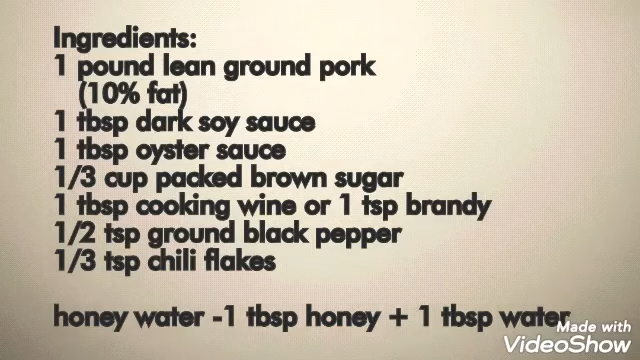 Ingredients:
1 pound lean ground pork
(10% fat)
1 tbsp dark soy sauce
1 tbsp oyster sauce
1/3 cup packed brown sugar
1 tbsp cooking wine or 1 tsp brandy
1/2 tsp ground black pepper
1/3 tsp chili flakes
honey water -1 tbsp honey + 1 tbsp water
Made with
VideoShow